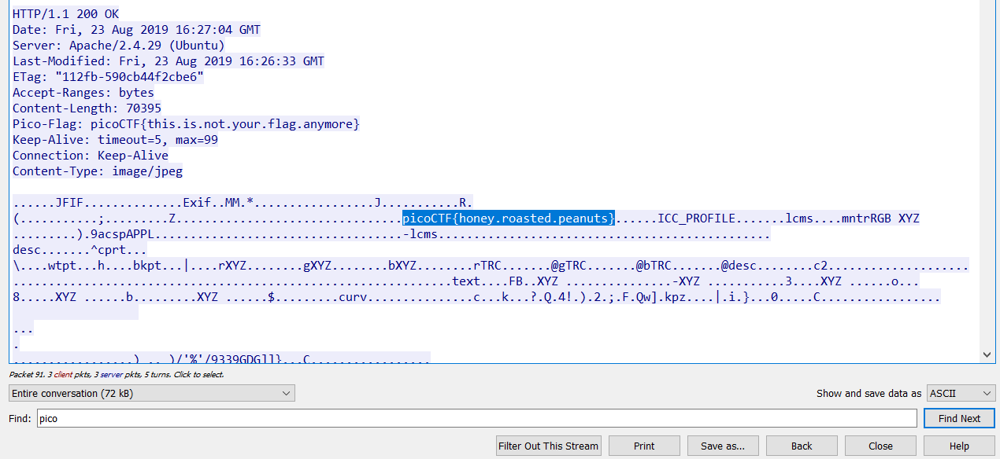 HTTP/1.1 200 OK
Date: Fri, 23 Aug 2019 16:27:04 GMT
Server: Apache/2.4.29 (Ubuntu)
Last-Modified: Fri, 23 Aug 2019 16:26:33 GMT
ETag: "112fb-590cb44f2cbe6"
Accept-Ranges: bytes
Content-Length: 70395
Pico-Flag: picoCTF{this.is.not.your.flag.anymore}
Keep-Alive: timeout=5, max=99
Connection: Keep-Alive
Content-Type: image/jpeg
......JFIF..............Exif..MM.*.................J...........R.
(...........;.........Z................................picoCTF{honey.roasted.peanuts}......ICC_PROFILE.......lcms....mntrRGB XYZ
.........).9acspAPPL...................................-lcms...............................................
desc.......^cprt...
\....wtpt...h....bkpt...|....rXYZ........gXYZ........bXYZ........rTRC.......@gTRC.......@bTRC.......@desc........c2....................
..............................................................text....FB..XYZ ...............-XYZ ...........3....XYZ ......o...
8.....XYZ ......b.........XYZ ......$.........curv...............c...k...?.Q.4!.).2.;.F.Qw].kpz....|.i.}...0.....C.................
...
.
.................)......)/'%'/9339GDG]]}...C.................
Packet 91. 3 client pkts, 3 server pkts, 5 turns. Click to select.
Entire conversation (72 kB) Show and save data as ASCII
Find: pico Find Next
Filter Out This Stream Print Save as... Back Close Help